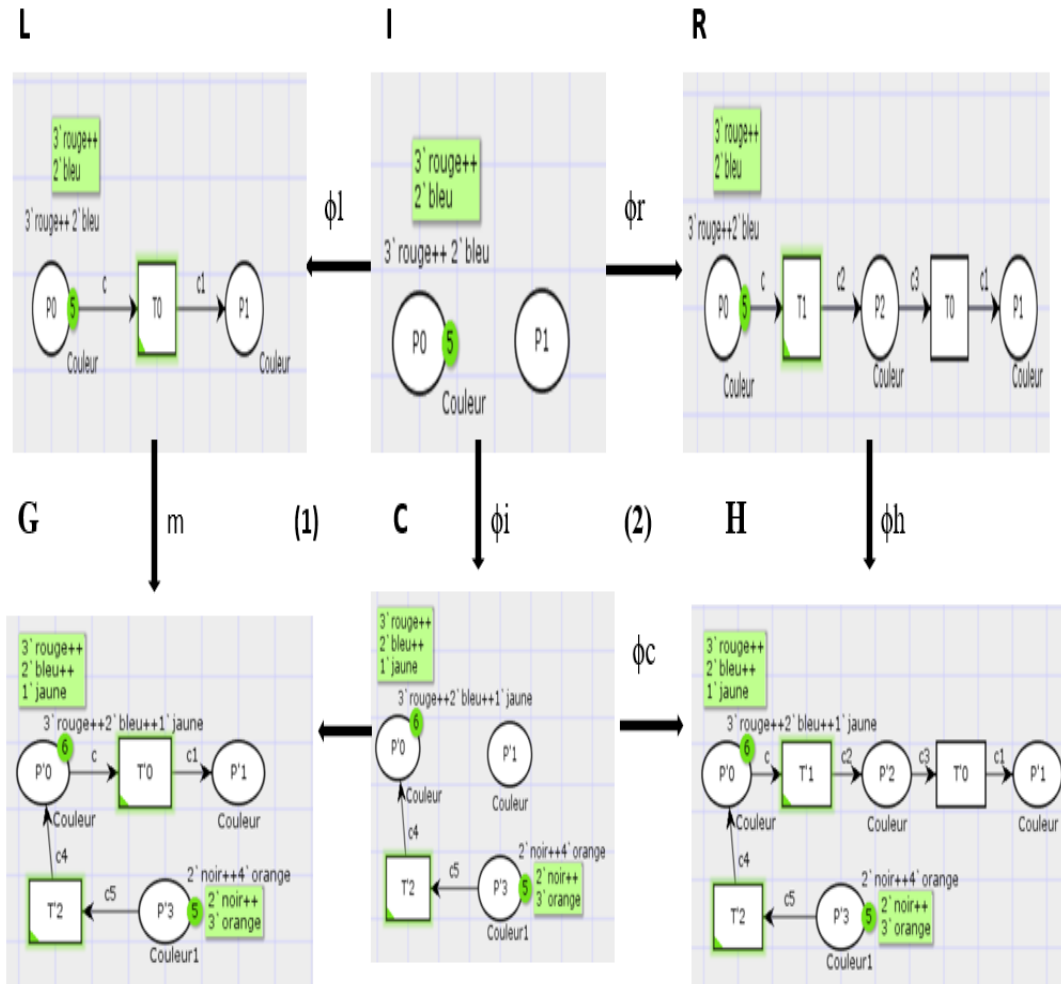 L
I
R
3`rouge++
2`bleu
3`rouge++ 2`bleu
P0
5
c
T0
c1
P1
Couleur
Couleur
ϕl
3`rouge++
2`bleu
3`rouge++ 2`bleu
P0
5
P1
Couleur
ϕr
3`rouge++
2`bleu
3`rouge++2`bleu
P0
5
c
T1
c2
P2
c3
T0
c1
P1
Couleur
Couleur
Couleur
G
m
(1)
C
ϕi
(2)
H
ϕh
3`rouge++
2`bleu++
1`jaune
3`rouge++2`bleu++1`jaune
P'0
6
c
T'0
c1
P'1
Couleur
Couleur
c4
T'2
c5
P'3
5
2`noir++4`orange
2`noir++
3`orange
Couleur1
3`rouge++
2`bleu++
1`jaune
3`rouge++2`bleu++1`jaune
P'0
6
P'1
Couleur
Couleur
c4
T'2
c5
P'3
5
2`noir++4`orange
2`noir++
3`orange
Couleur1
ϕc
3`rouge++
2`bleu++
1`jaune
3`rouge++2`bleu++1`jaune
P'0
6
c
T'1
c2
P'2
c3
T'0
c1
P'1
Couleur
Couleur
Couleur
c4
T'2
c5
P'3
5
2`noir++4`orange
2`noir++
3`orange
Couleur1